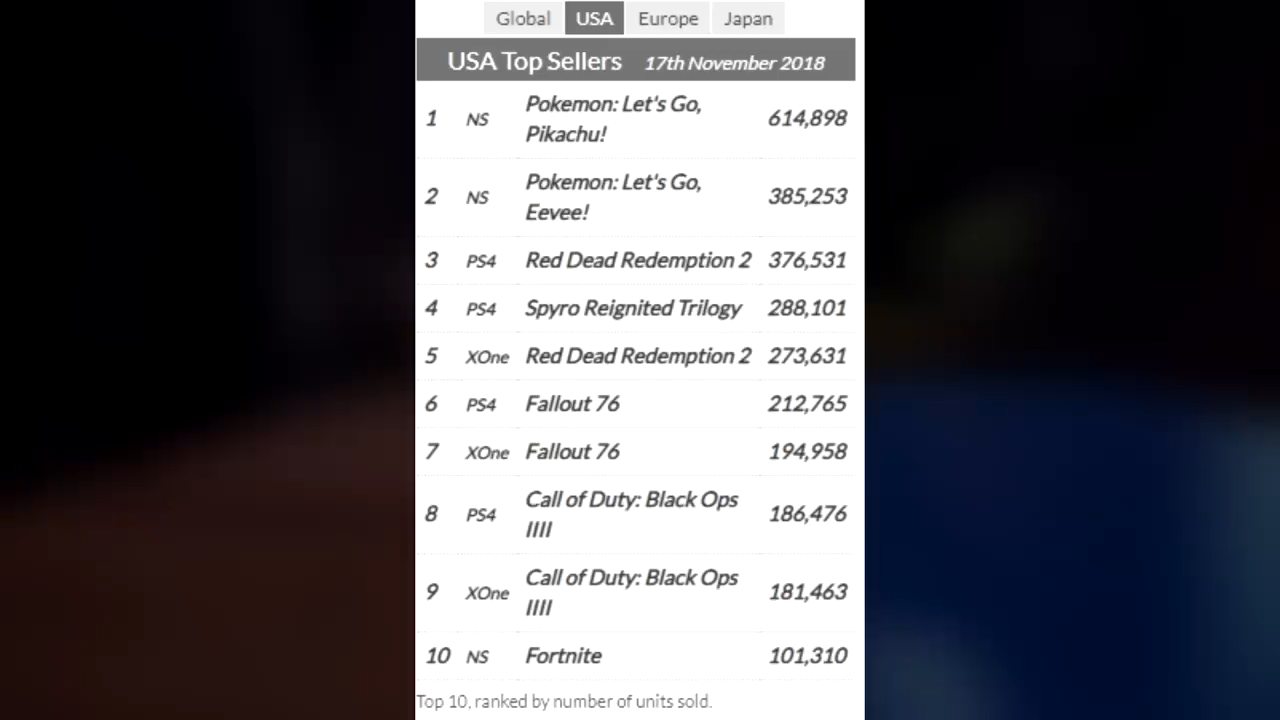 Global USA Europe Japan
USA Top Sellers 17th November 2018
1 NS Pokemon: Let's Go, Pikachu! 614,898
2 NS Pokemon: Let's Go, Eevee! 385,253
3 PS4 Red Dead Redemption 2 376,531
4 PS4 Spyro Reignited Trilogy 288,101
5 XOne Red Dead Redemption 2 273,631
6 PS4 Fallout 76 212,765
7 XOne Fallout 76 194,958
8 PS4 Call of Duty: Black Ops IIII 186,476
9 XOne Call of Duty: Black Ops IIII 181,463
10 NS Fortnite 101,310
Top 10, ranked by number of units sold.